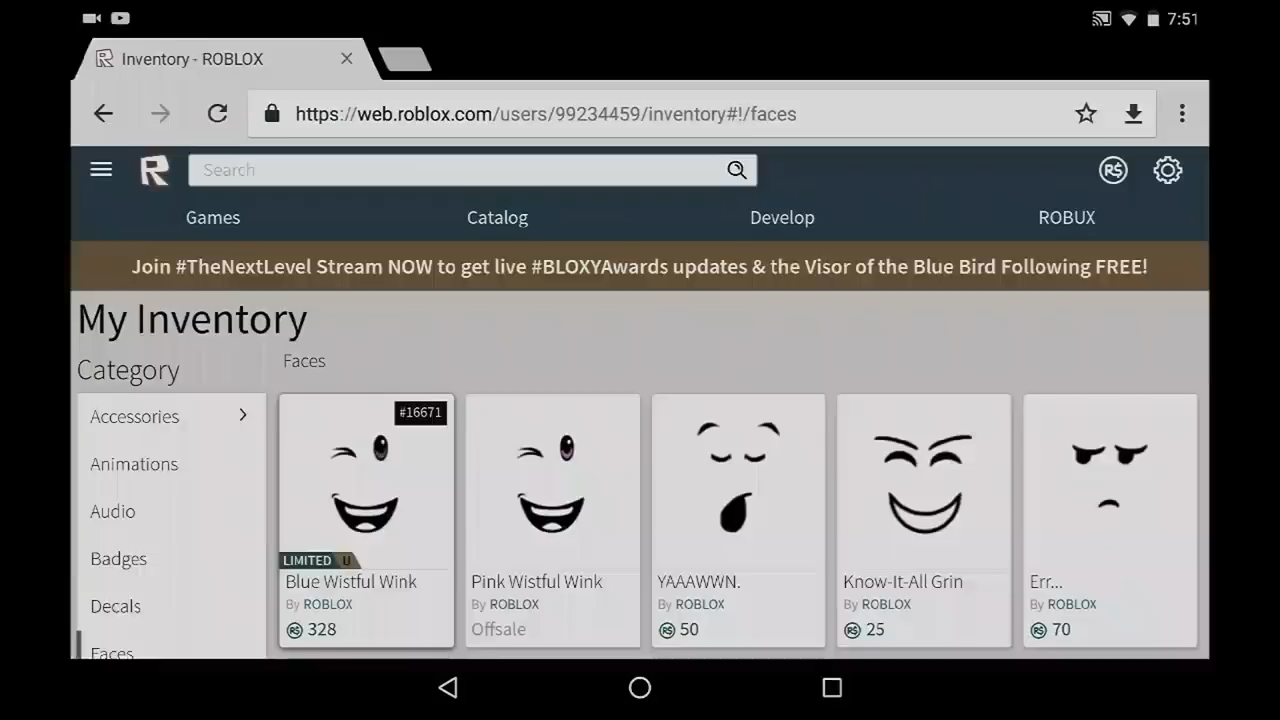 7:51
Inventory - ROBLOX
https://web.roblox.com/users/99234459/inventory#!/faces
Search
Games
Catalog
Develop
ROBUX
Join #TheNextLevel Stream NOW to get live #BLOXYAwards updates & the Visor of the Blue Bird Following FREE!
My Inventory
Category
Faces
Accessories
Animations
Audio
Badges
Decals
Faces
#16671
LIMITED U
Blue Wistful Wink
By ROBLOX
R$ 328
Pink Wistful Wink
By ROBLOX
Offsale
YAAAWWN.
By ROBLOX
R$ 50
Know-It-All Grin
By ROBLOX
R$ 25
Err...
By ROBLOX
R$ 70